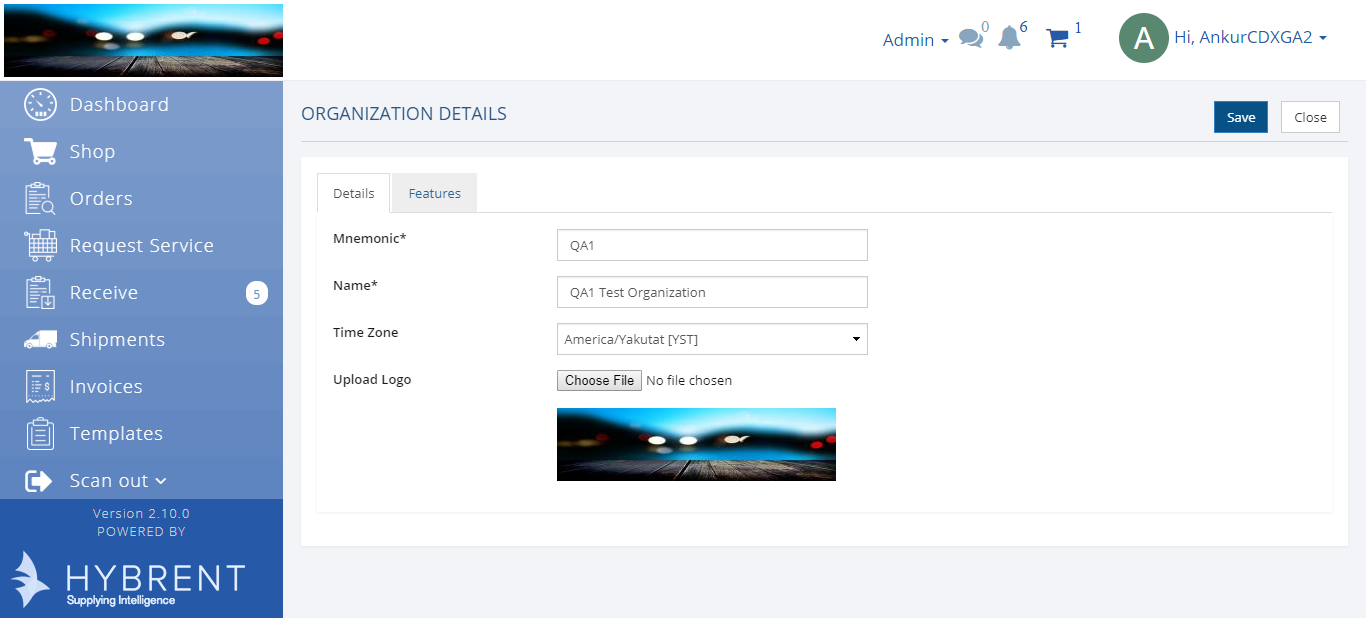 Admin 0 6 1 A Hi, AnkurCDXGA2
Dashboard
Shop
Orders
Request Service
Receive 5
Shipments
Invoices
Templates
Scan out
Version 2.10.0
POWERED BY
HYBRENT
Supplying Intelligence
ORGANIZATION DETAILS
Save Close
Details Features
Mnemonic* QA1
Name* QA1 Test Organization
Time Zone America/Yakutat [YST]
Upload Logo Choose File No file chosen